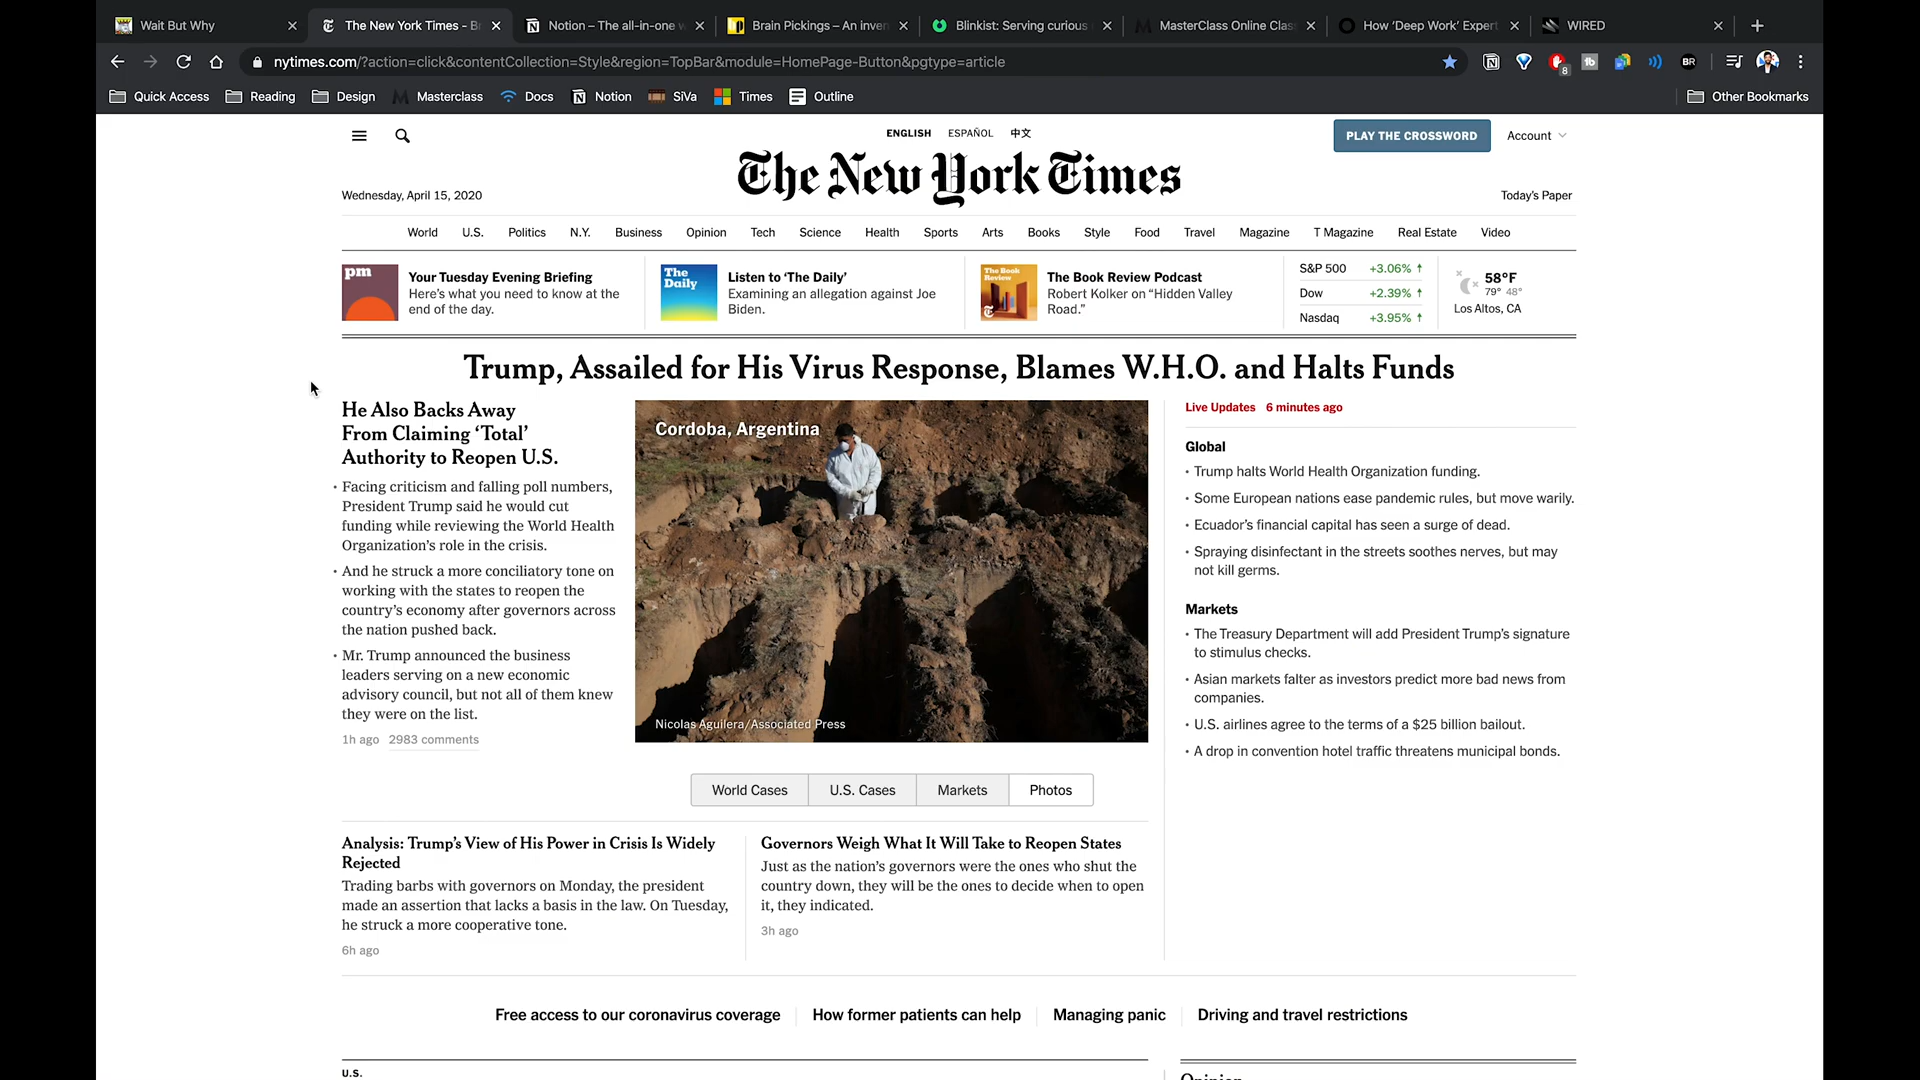 Wait But Why
The New York Times - Br
Notion – The all-in-one w
Brain Pickings – An inven
Blinkist: Serving curious
MasterClass Online Clas
How ‘Deep Work’ Expert
WIRED
nytimes.com/?action=click&contentCollection=Style&region=TopBar&module=HomePage-Button&pgtype=article
8
BR
Quick Access
Reading
Design
Masterclass
Docs
Notion
SiVa
Times
Outline
Other Bookmarks
ENGLISH ESPAÑOL 中文
PLAY THE CROSSWORD
Account
The New York Times
Wednesday, April 15, 2020
Today’s Paper
World U.S. Politics N.Y. Business Opinion Tech Science Health Sports Arts Books Style Food Travel Magazine T Magazine Real Estate Video
pm
Your Tuesday Evening Briefing
Here’s what you need to know at the
end of the day.
The
Daily
Listen to ‘The Daily’
Examining an allegation against Joe
Biden.
The Book
Review
The Book Review Podcast
Robert Kolker on “Hidden Valley
Road.”
S&P 500 +3.06%
Dow +2.39%
Nasdaq +3.95%
58°F
79° 48°
Los Altos, CA
Trump, Assailed for His Virus Response, Blames W.H.O. and Halts Funds
He Also Backs Away
From Claiming ‘Total’
Authority to Reopen U.S.
• Facing criticism and falling poll numbers,
President Trump said he would cut
funding while reviewing the World Health
Organization’s role in the crisis.
• And he struck a more conciliatory tone on
working with the states to reopen the
country’s economy after governors across
the nation pushed back.
• Mr. Trump announced the business
leaders serving on a new economic
advisory council, but not all of them knew
they were on the list.
1h ago 2983 comments
Cordoba, Argentina
Nicolas Aguilera/Associated Press
World Cases U.S. Cases Markets Photos
Live Updates 6 minutes ago
Global
• Trump halts World Health Organization funding.
• Some European nations ease pandemic rules, but move warily.
• Ecuador’s financial capital has seen a surge of dead.
• Spraying disinfectant in the streets soothes nerves, but may
not kill germs.
Markets
• The Treasury Department will add President Trump’s signature
to stimulus checks.
• Asian markets falter as investors predict more bad news from
companies.
• U.S. airlines agree to the terms of a $25 billion bailout.
• A drop in convention hotel traffic threatens municipal bonds.
Analysis: Trump’s View of His Power in Crisis Is Widely
Rejected
Trading barbs with governors on Monday, the president
made an assertion that lacks a basis in the law. On Tuesday,
he struck a more cooperative tone.
6h ago
Governors Weigh What It Will Take to Reopen States
Just as the nation’s governors were the ones who shut the
country down, they will be the ones to decide when to open
it, they indicated.
3h ago
Free access to our coronavirus coverage
How former patients can help
Managing panic
Driving and travel restrictions
U.S.
Opinion